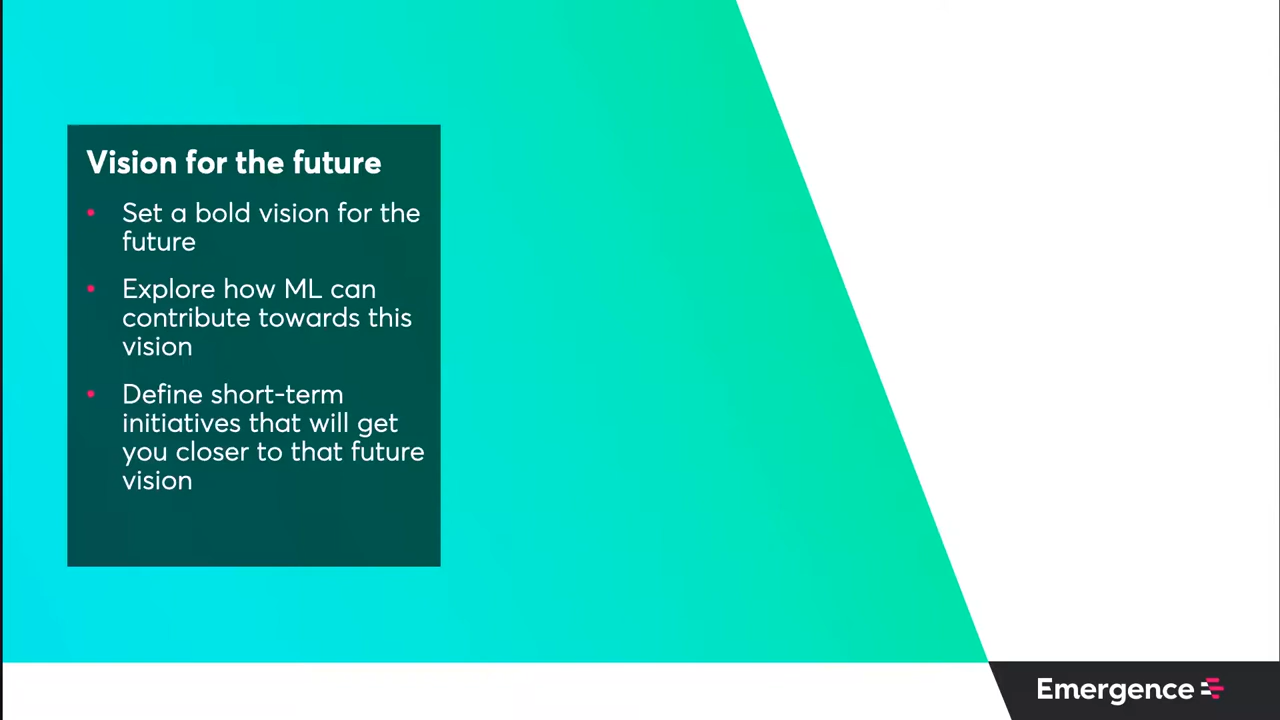 Vision for the future
• Set a bold vision for the
future
• Explore how ML can
contribute towards this
vision
• Define short-term
initiatives that will get
you closer to that future
vision
Emergence